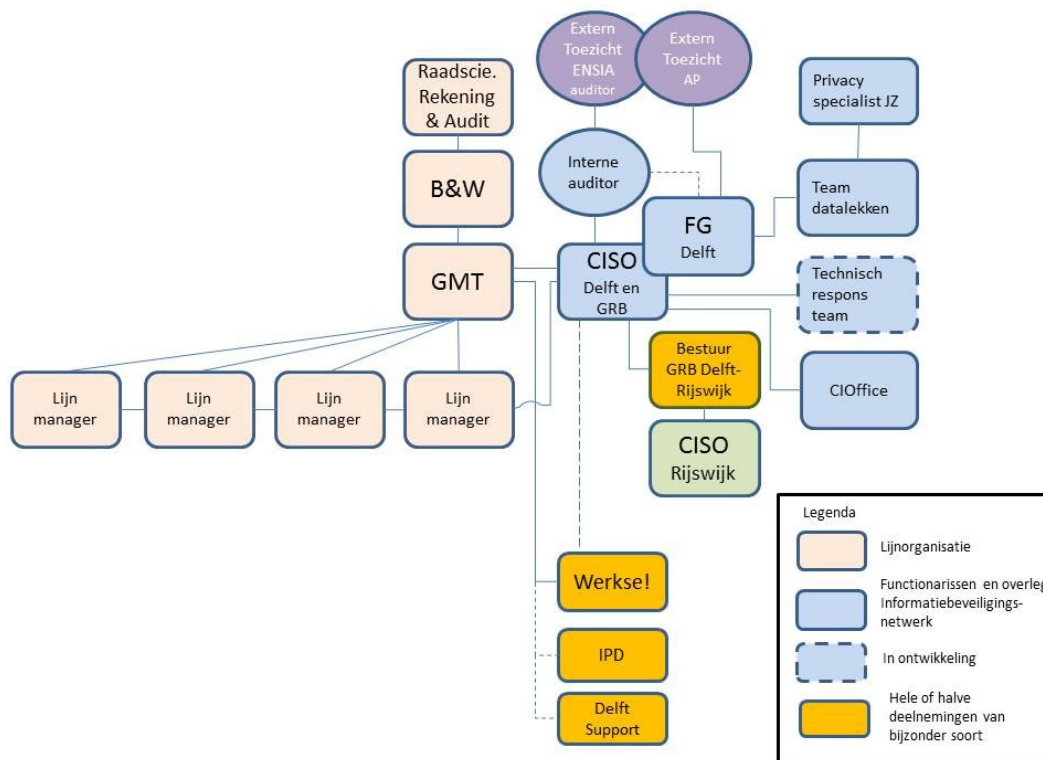 Extern
Toezicht
ENSIA
auditor
Extern
Toezicht
AP
Raadscie.
Rekening
& Audit
Privacy
specialist JZ
B&W
Interne
auditor
Team
datalekken
FG
Delft
GMT
CISO
Delft en
GRB
Technisch
respons
team
Bestuur
GRB Delft-
Rijswijk
CIOffice
Lijn
manager
Lijn
manager
Lijn
manager
Lijn
manager
CISO
Rijswijk
Werkse!
IPD
Delft
Support
Legenda
Lijnorganisatie
Functionarissen en overleg
Informatiebeveiligings-
netwerk
In ontwikkeling
Hele of halve
deelnemingen van
bijzonder soort